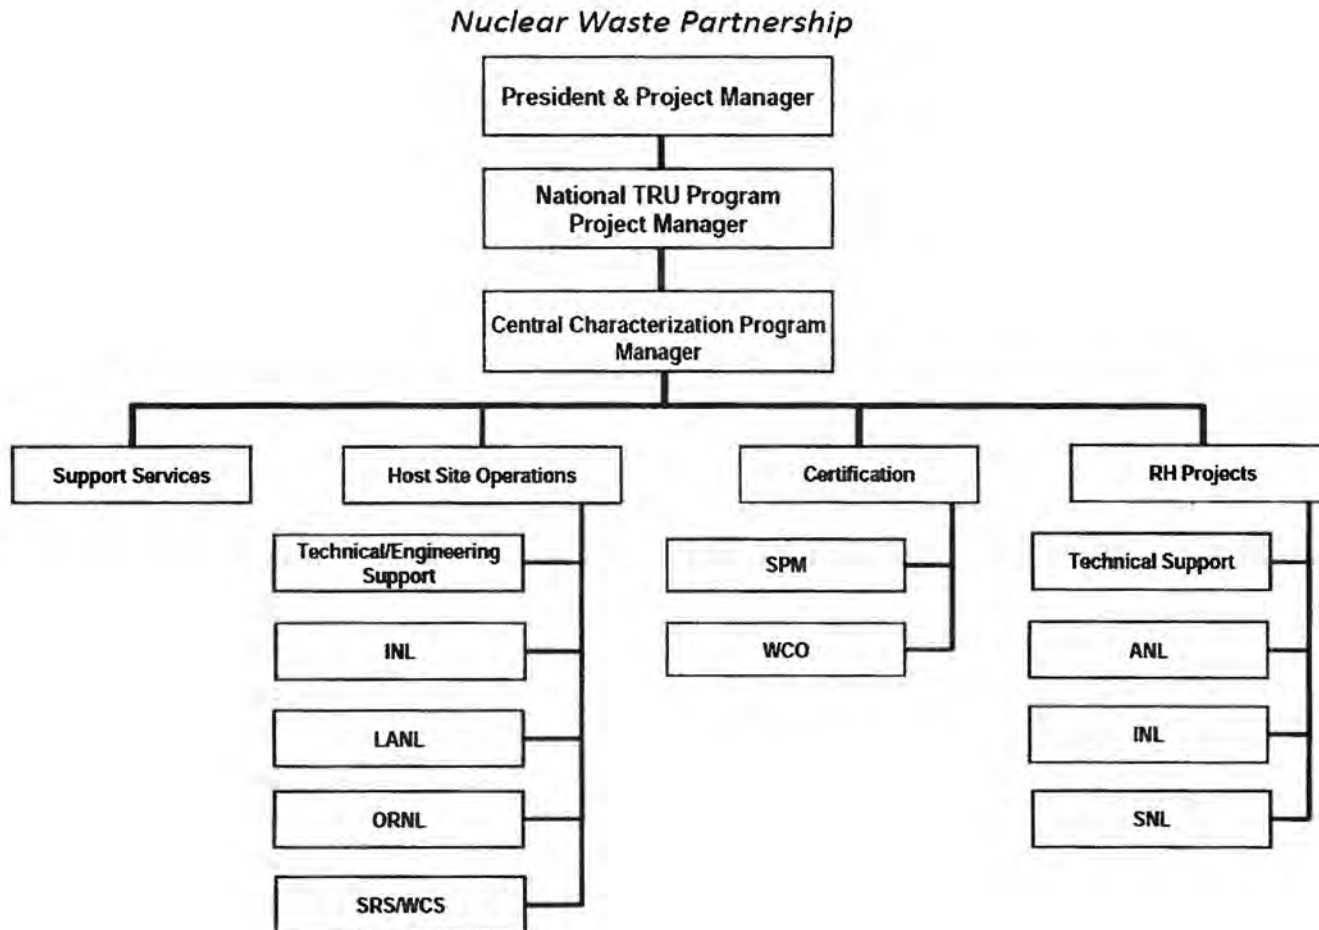 Nuclear Waste Partnership
President & Project Manager
National TRU Program
Project Manager
Central Characterization Program
Manager
Support Services
Host Site Operations
Certification
RH Projects
Technical/Engineering
Support
INL
LANL
ORNL
SRS/WCS
SPM
WCO
Technical Support
ANL
INL
SNL